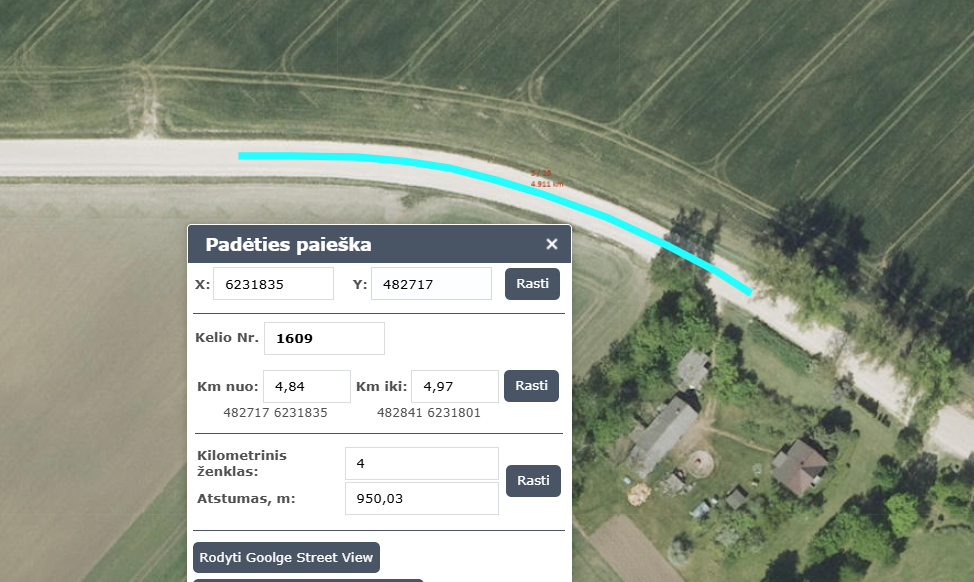 4.911 km
Padėties paieška ×
X: 6231835 Y: 482717 Rasti
Kelio Nr. 1609
Km nuo: 4,84 Km iki: 4,97 Rasti
482717 6231835 482841 6231801
Kilometrinis
ženklas: 4
Rasti
Atstumas, m: 950,03
Rodyti Goolge Street View